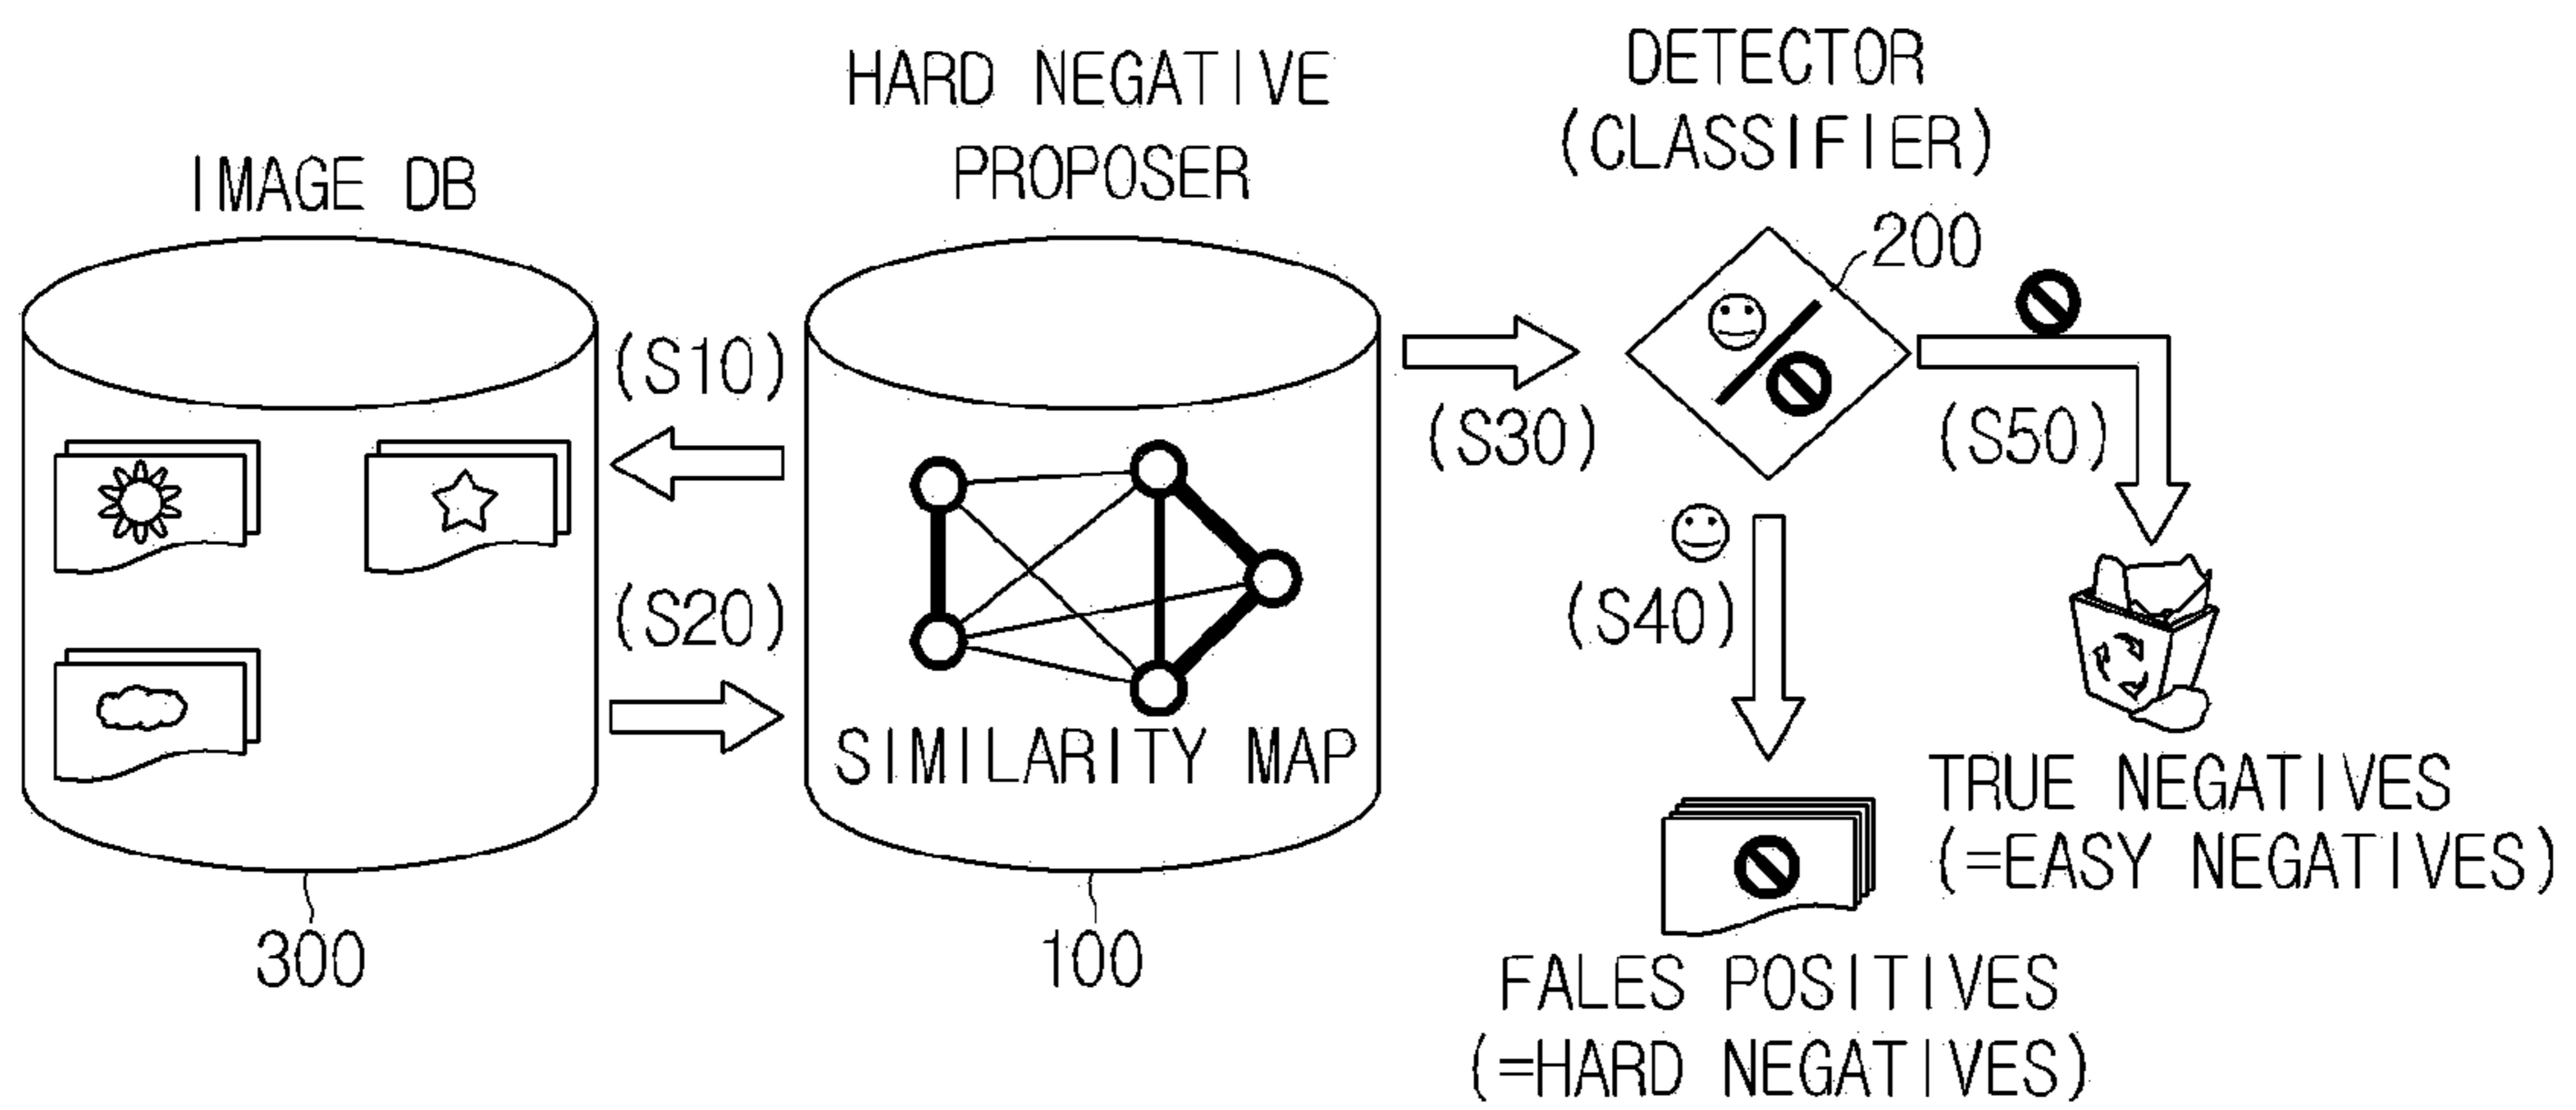 IMAGE DB
HARD NEGATIVE
PROPOSER
DETECTOR
(CLASSIFIER)
200
(S10)
(S20)
(S30)
(S40)
(S50)
SIMILARITY MAP
300
100
TRUE NEGATIVES
(=EASY NEGATIVES)
FALES POSITIVES
(=HARD NEGATIVES)